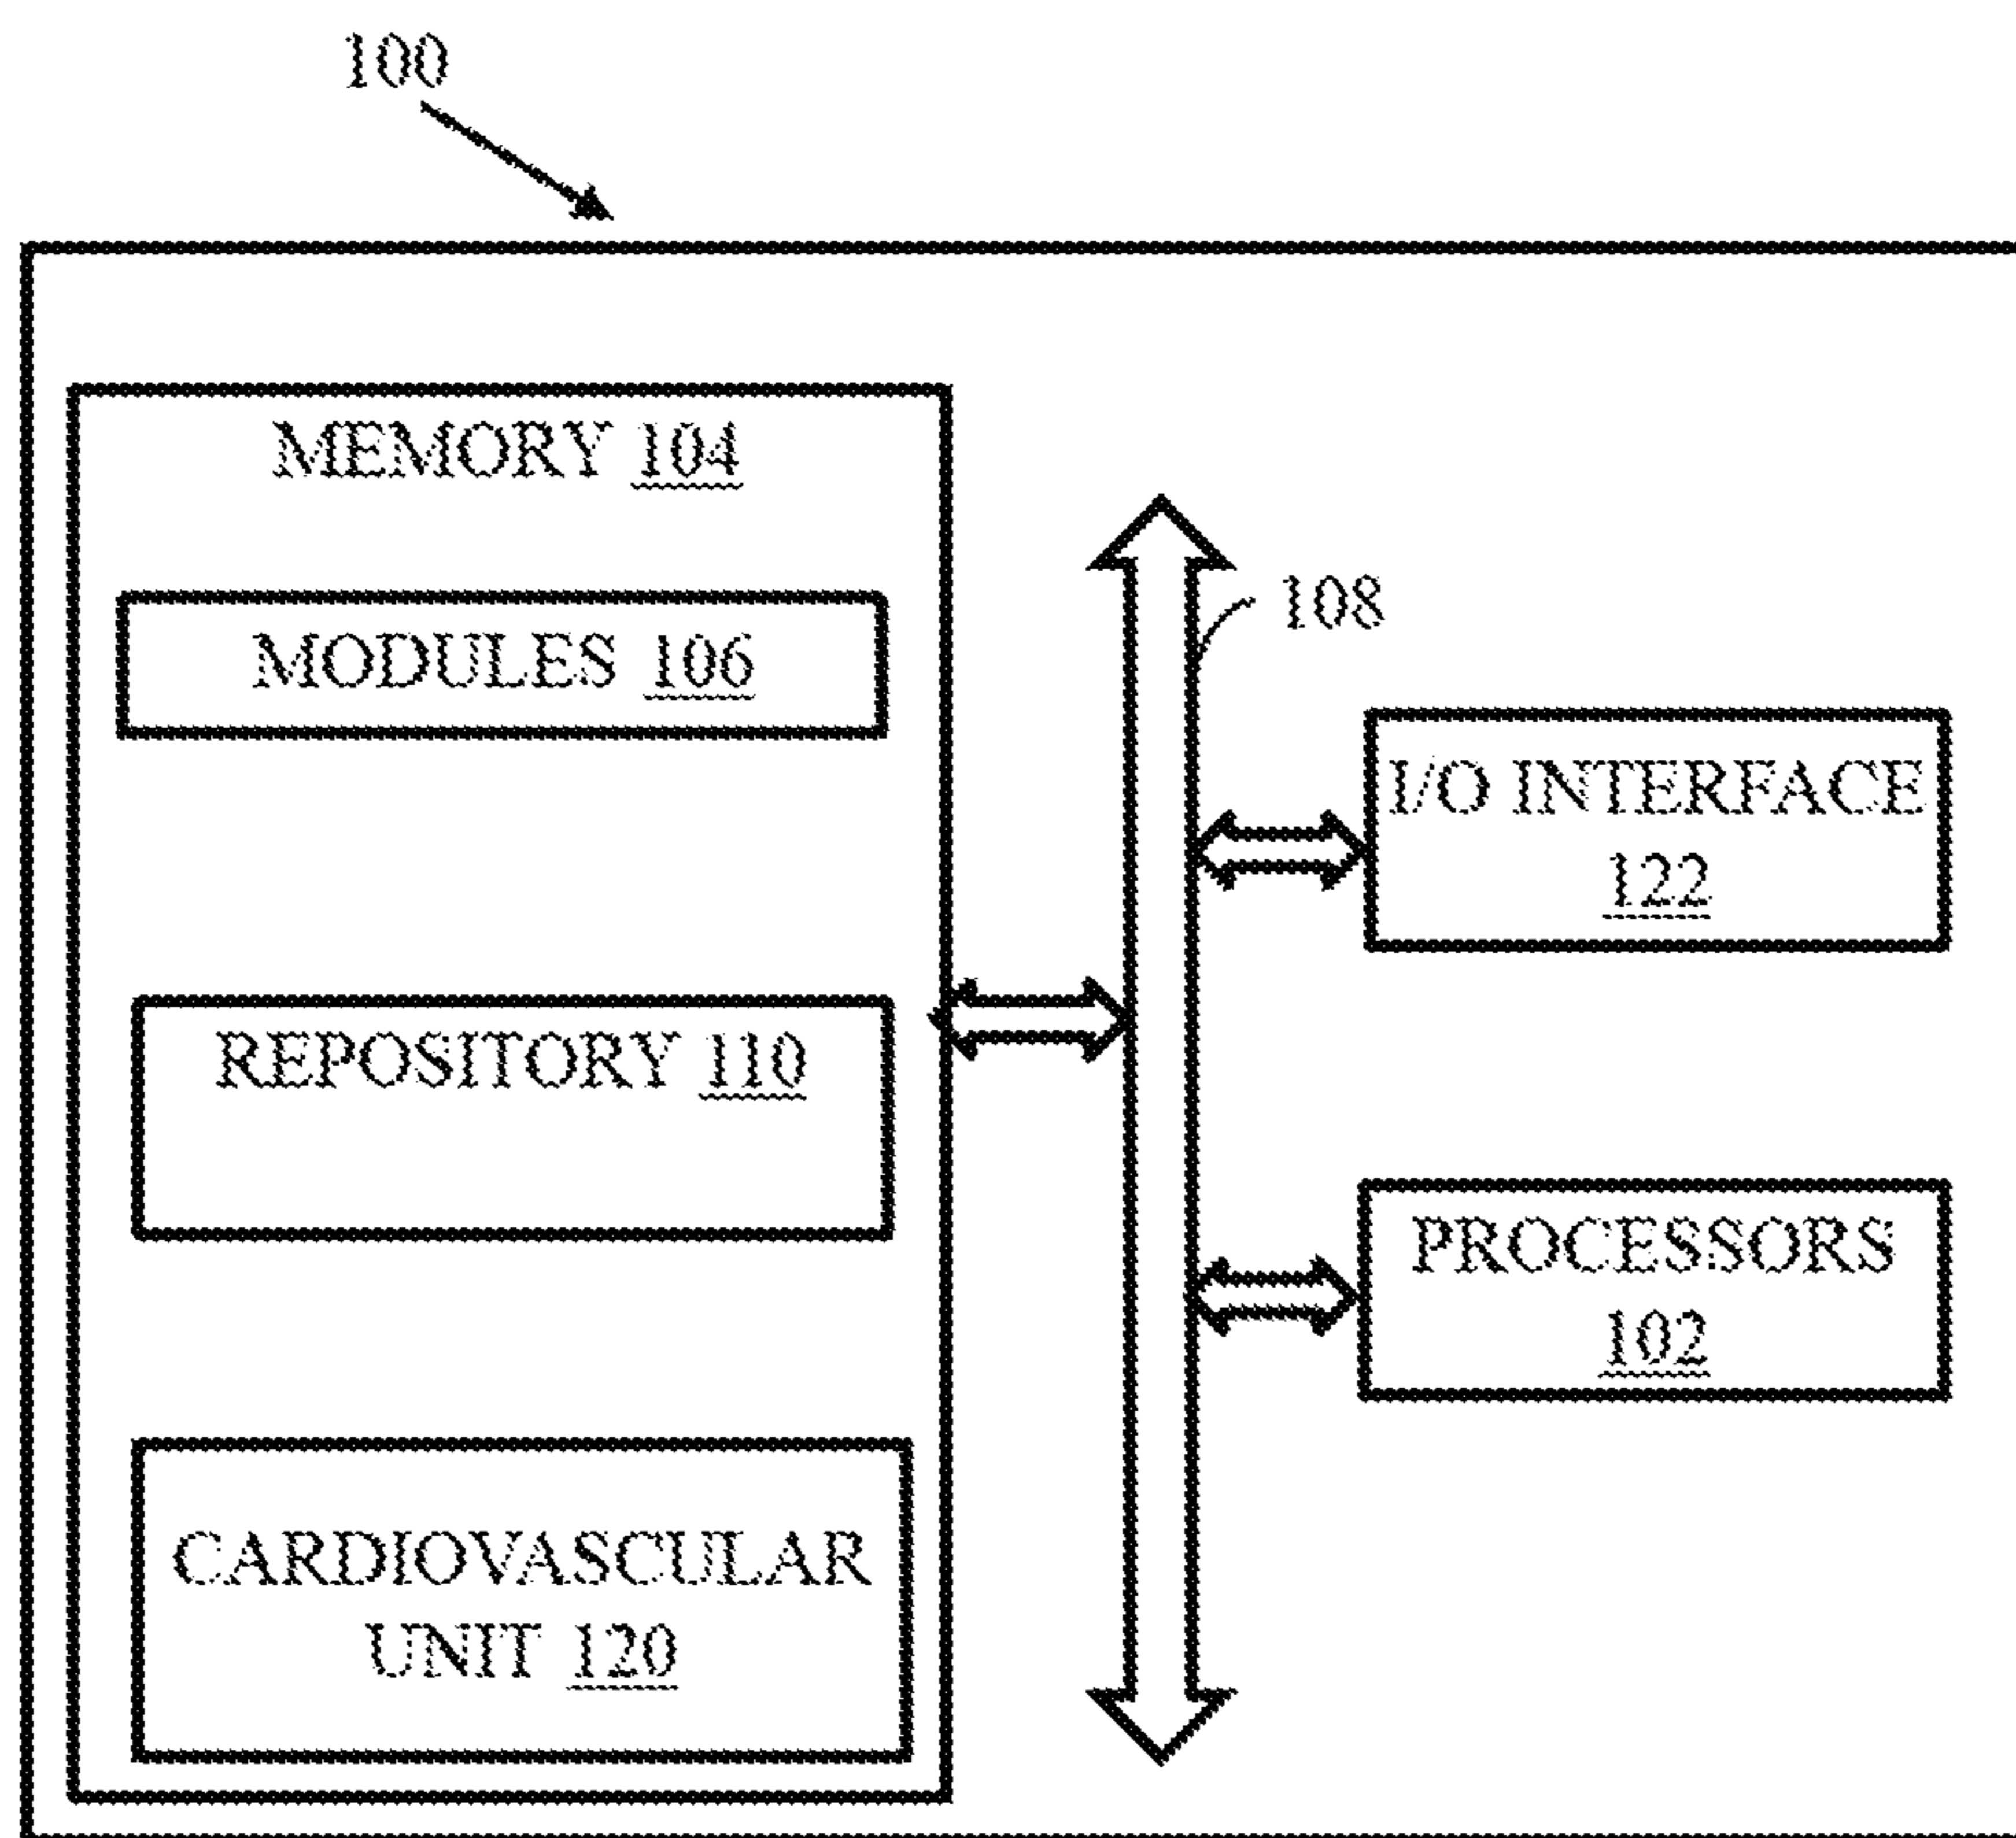 100
MEMORY 104
MODULES 106
108
I/O INTERFACE
122
REPOSITORY 110
PROCESSORS
102
CARDIOVASCULAR
UNIT 120